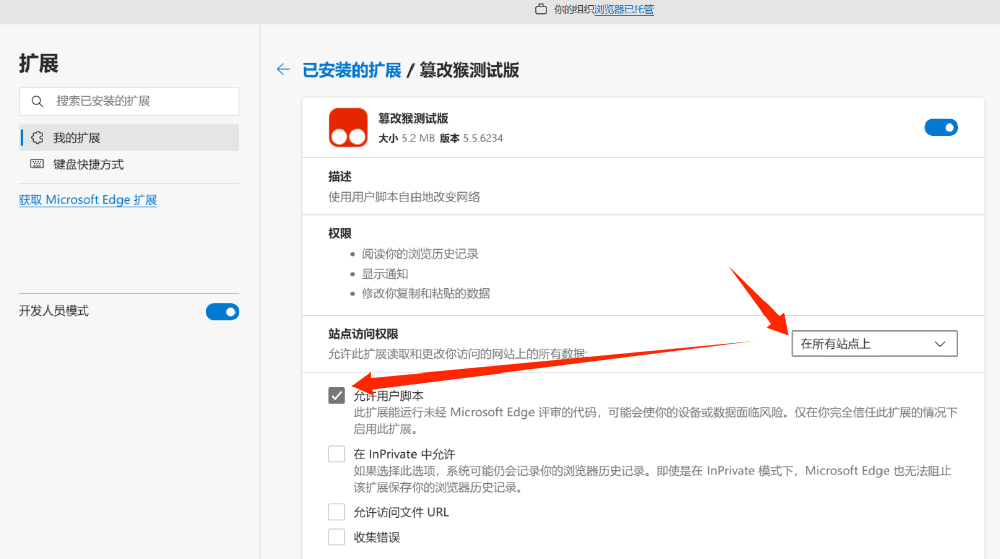 你的组织浏览器已托管
扩展
搜索已安装的扩展
我的扩展
键盘快捷方式
获取 Microsoft Edge 扩展
开发人员模式
已安装的扩展 / 篡改猴测试版
篡改猴测试版
大小 5.2 MB 版本 5.5.6234
描述
使用用户脚本自由地改变网络
权限
阅读你的浏览历史记录
显示通知
修改你复制和粘贴的数据
站点访问权限
允许此扩展读取和更改你访问的网站上的所有数据:
在所有站点上
允许用户脚本
此扩展能运行未经 Microsoft Edge 评审的代码，可能会使你的设备或数据面临风险。仅在你完全信任此扩展的情况下
启用此扩展。
在 InPrivate 中允许
如果选择此选项，系统可能仍会记录你的浏览器历史记录。即使是在 InPrivate 模式下，Microsoft Edge 也无法阻止
该扩展保存你的浏览器历史记录。
允许访问文件 URL
收集错误